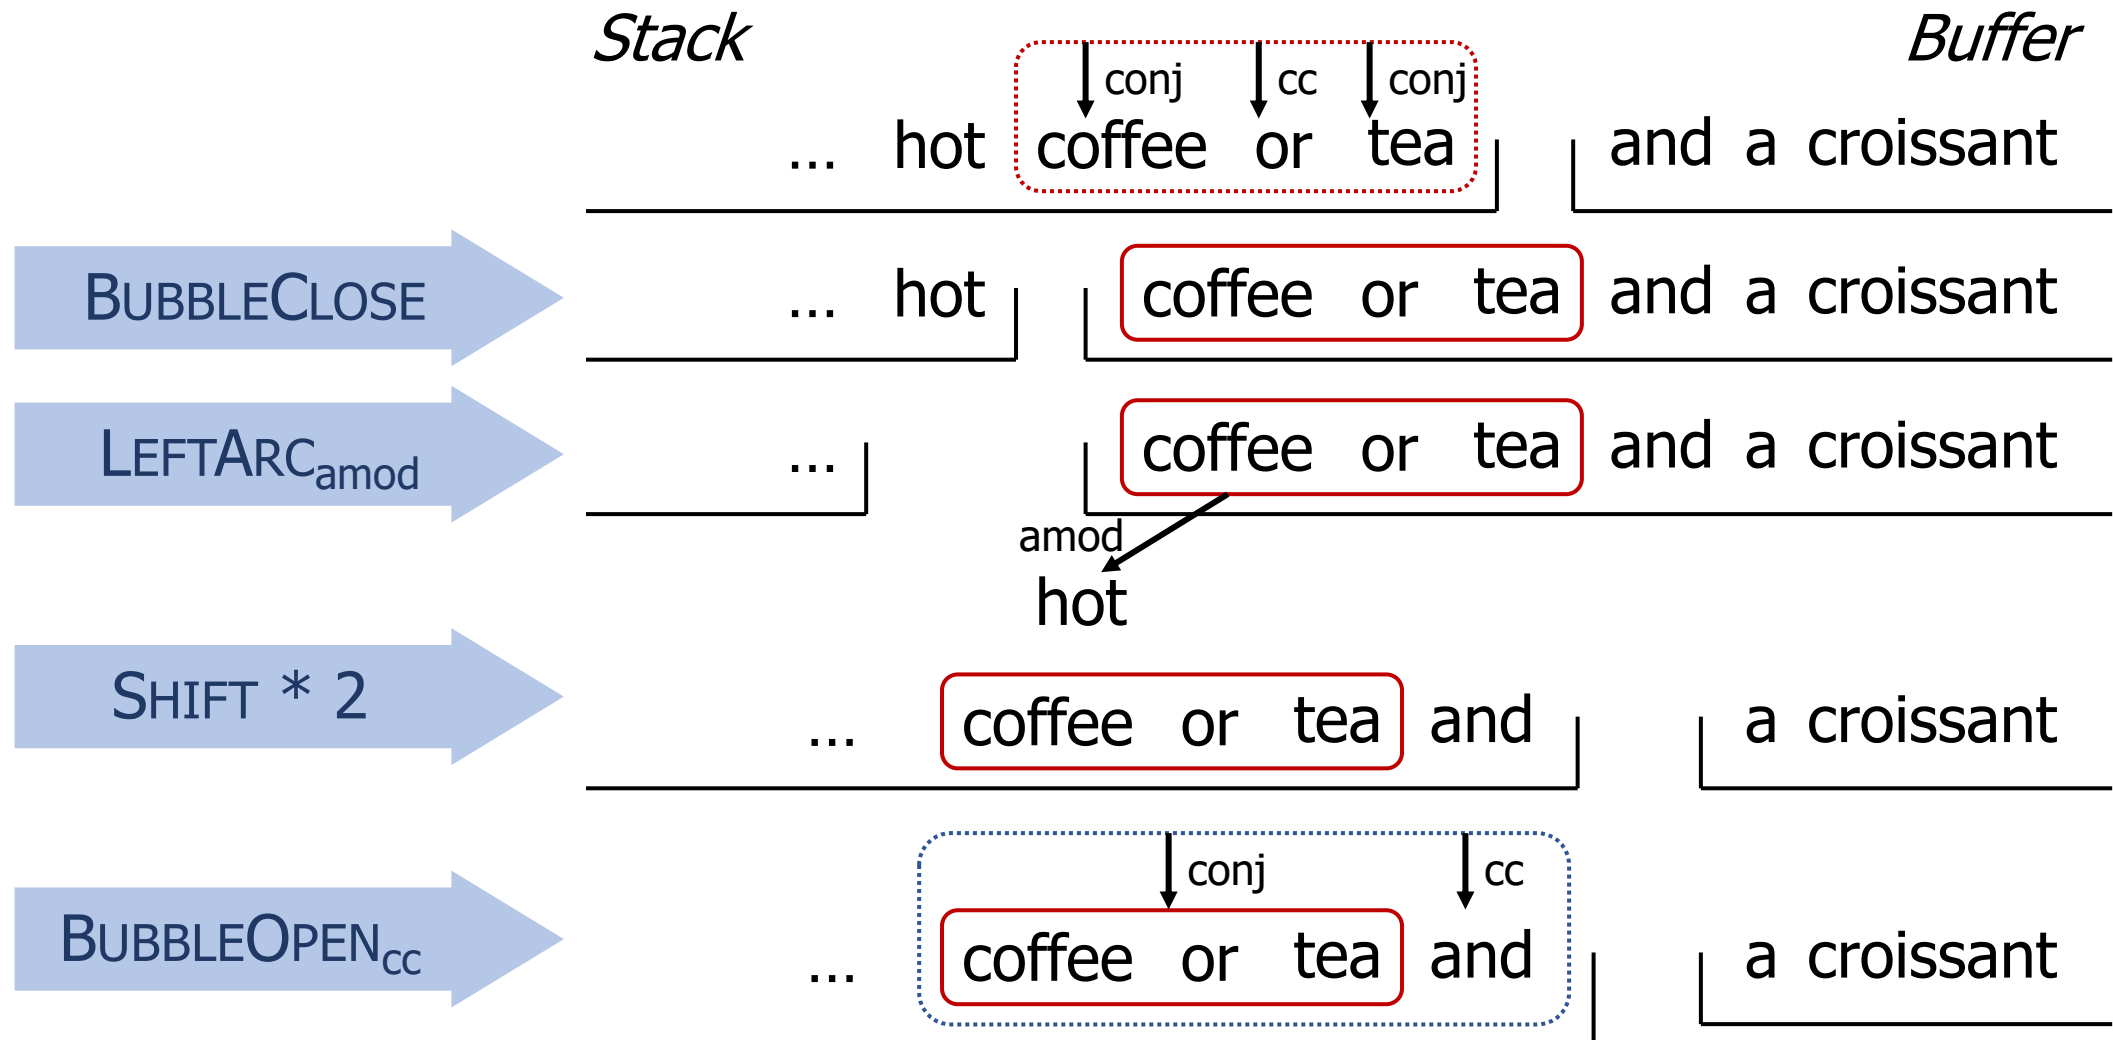 Stack Buffer
conj cc conj
... hot coffee or tea and a croissant
BUBBLECLOSE ... hot coffee or tea and a croissant
LEFTARCamod ... coffee or tea and a croissant
amod
hot
SHIFT * 2 ... coffee or tea and a croissant
conj cc
BUBBLEOPENcc ... coffee or tea and a croissant